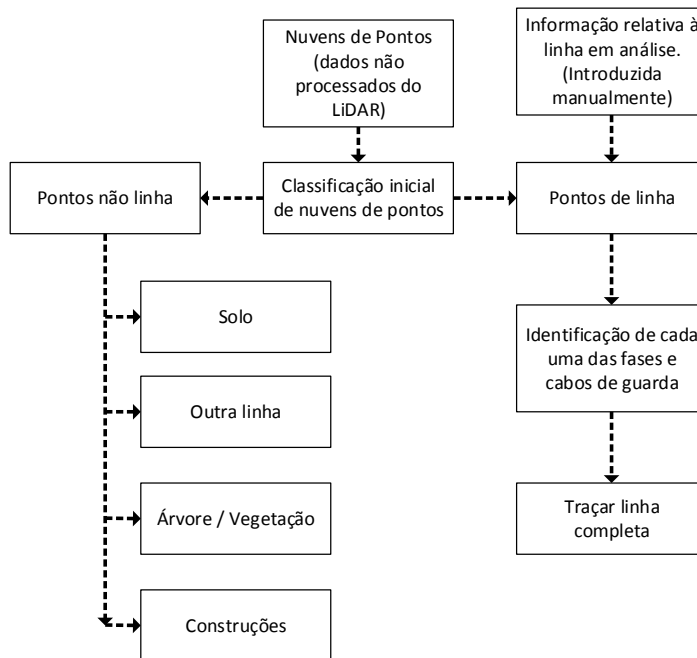 Nuvens de Pontos
(dados não
processados do
LiDAR)
Informação relativa à
linha em análise.
(Introduzida
manualmente)
Pontos não linha
Classificação inicial
de nuvens de pontos
Pontos de linha
Solo
Outra linha
Árvore / Vegetação
Construções
Identificação de cada
uma das fases e
cabos de guarda
Traçar linha
completa